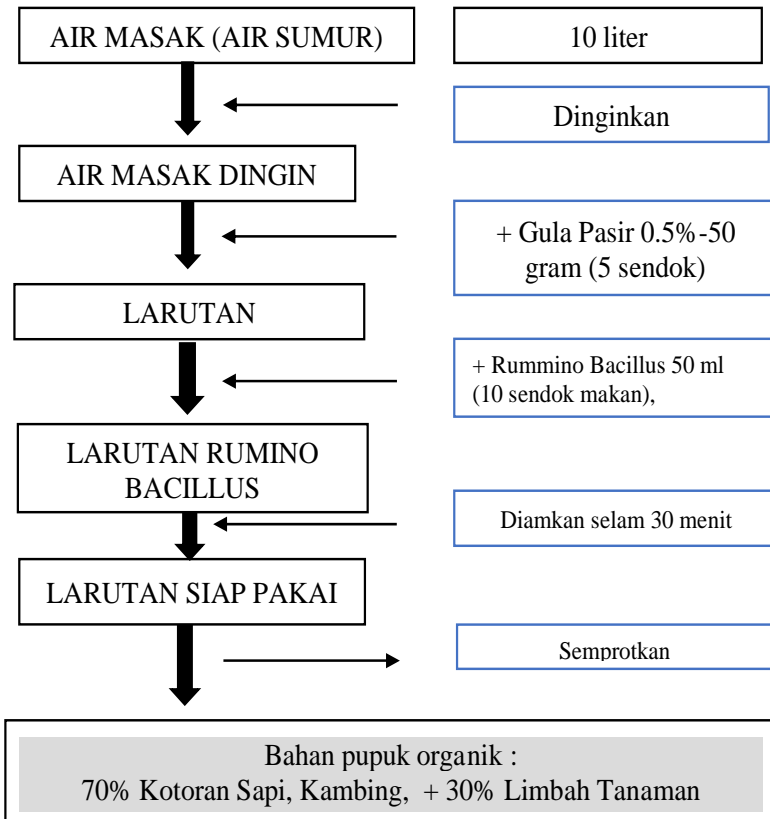 AIR MASAK (AIR SUMUR)
10 liter
Dinginkan
AIR MASAK DINGIN
+ Gula Pasir 0.5%-50
gram (5 sendok)
LARUTAN
+ Rummino Bacillus 50 ml
(10 sendok makan),
LARUTAN RUMINO
BACILLUS
Diamkan selam 30 menit
LARUTAN SIAP PAKAI
Semprotkan
Bahan pupuk organik :
70% Kotoran Sapi, Kambing, + 30% Limbah Tanaman